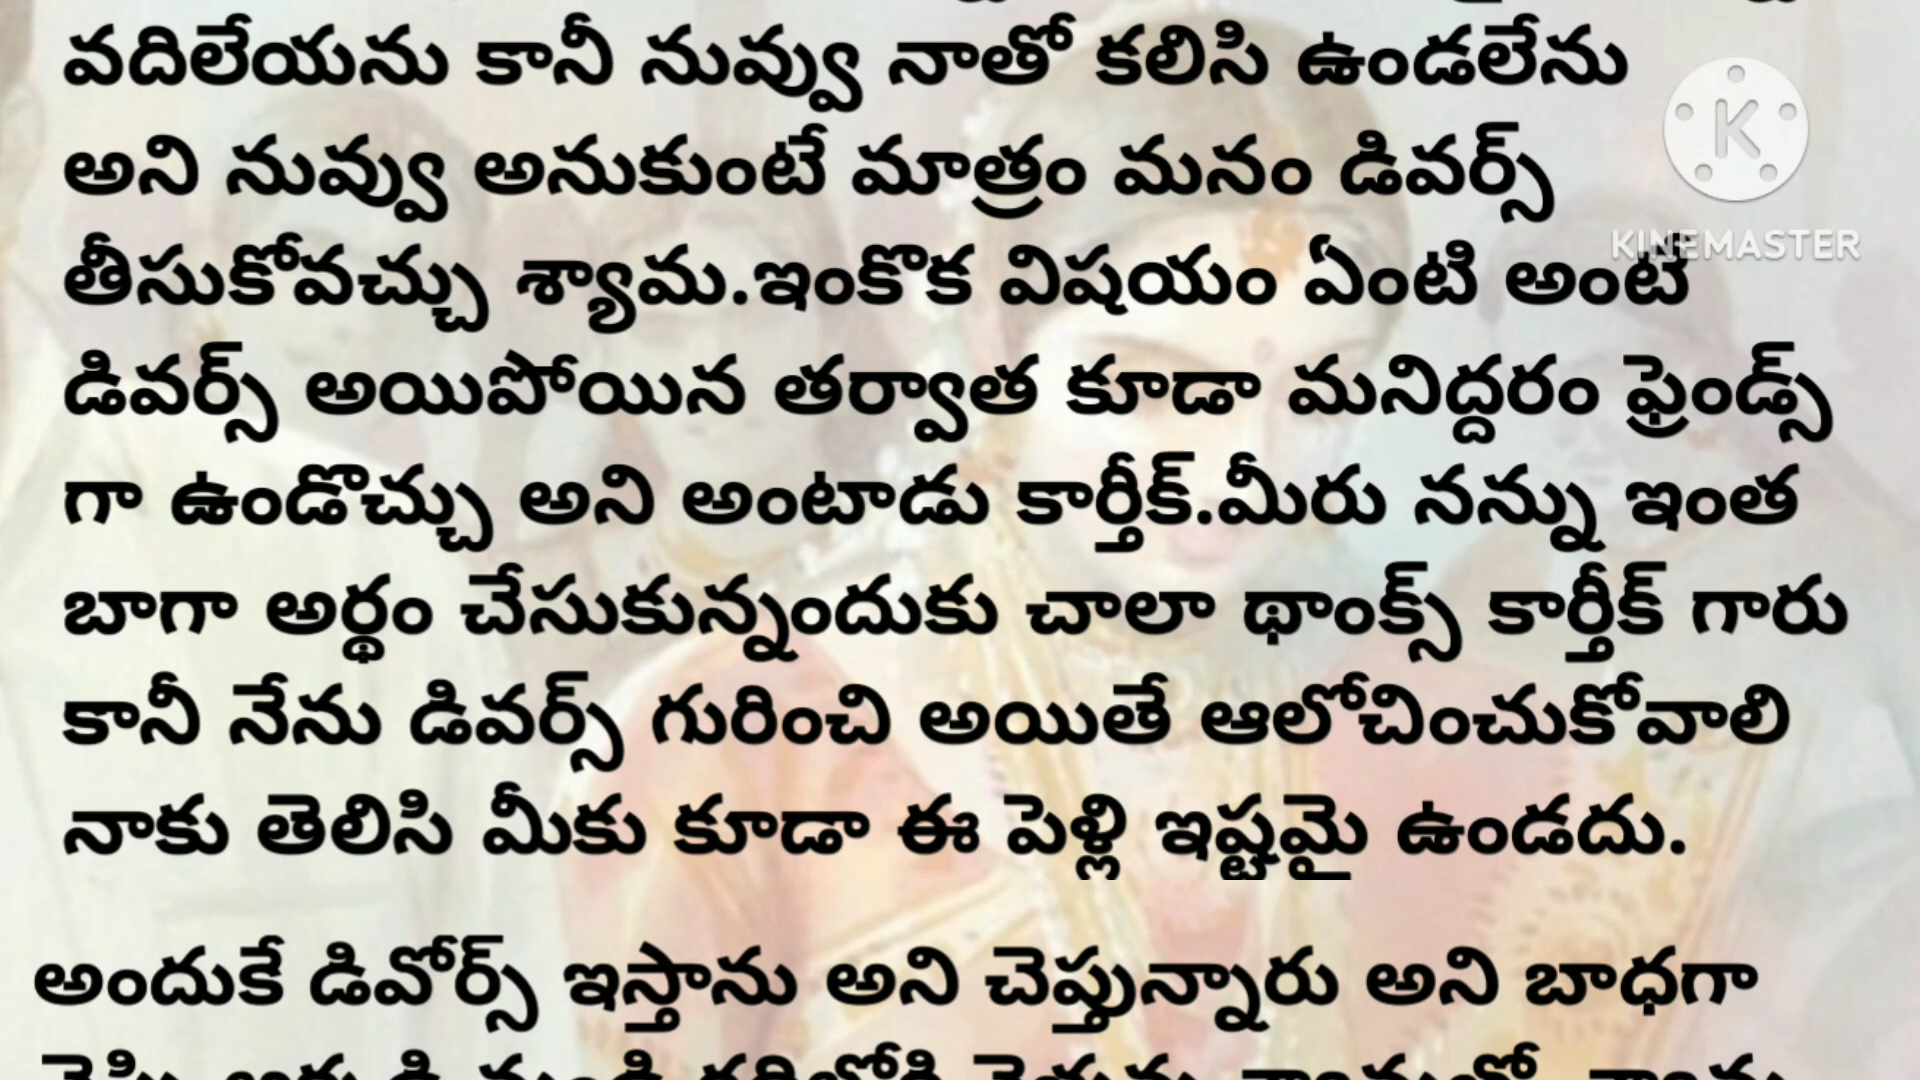 వదిలేయను కానీ నువ్వు నాతో కలిసి ఉండలేను
అని నువ్వు అనుకుంటే మాత్రం మనం డివర్స్
తీసుకోవచ్చు శ్యామ.ఇంకొక విషయం ఏంటి అంటే
డివర్స్ అయిపోయిన తర్వాత కూడా మనిద్దరం ఫ్రెండ్స్
గా ఉండొచ్చు అని అంటాడు కార్తీక్.మీరు నన్ను ఇంత
బాగా అర్థం చేసుకున్నందుకు చాలా థాంక్స్ కార్తీక్ గారు
కానీ నేను డివర్స్ గురించి అయితే ఆలోచించుకోవాలి
నాకు తెలిసి మీకు కూడా ఈ పెళ్లి ఇష్టమై ఉండదు.
అందుకే డివోర్స్ ఇస్తాను అని చెప్తున్నారు అని బాధగా
K
KINEMASTER